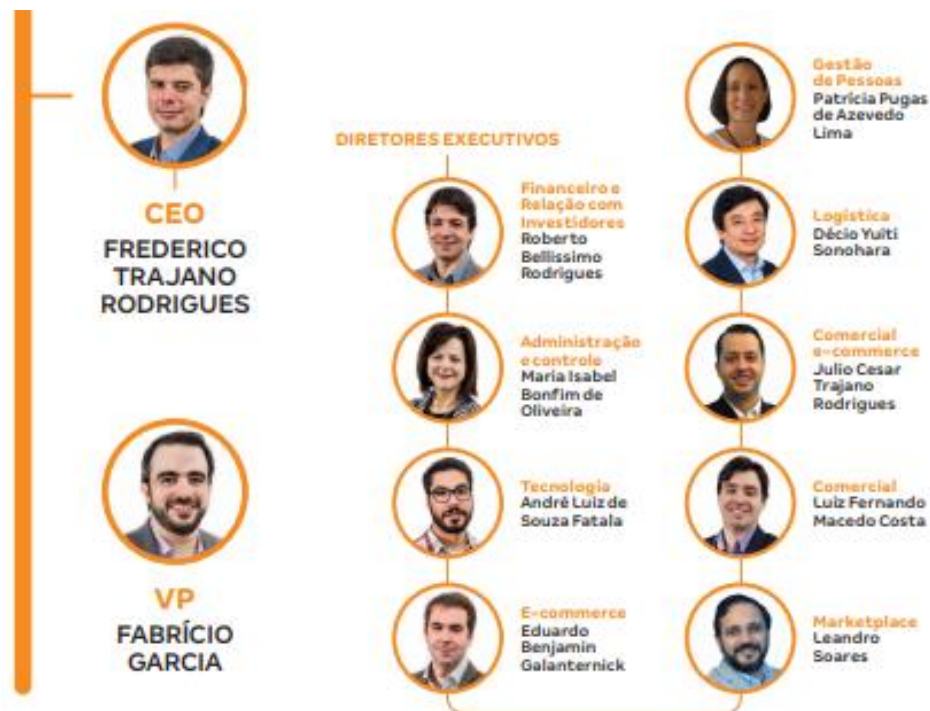 CEO
FREDERICO
TRAJANO
RODRIGUES
VP
FABRÍCIO
GARCIA
DIRETORES EXECUTIVOS
Financeiro e
Relação com
Investidores
Roberto
Bellissimo
Rodrigues
Administração
e controle
Maria Isabel
Bonfim de
Oliveira
Tecnologia
André Luiz de
Souza Fatala
E-commerce
Eduardo
Benjamin
Galanternick
Gestão
de Pessoas
Patrícia Pugas
de Azevedo
Lima
Logística
Décio Yuiti
Sonohara
Comercial
e-commerce
Julio Cesar
Trajano
Rodrigues
Comercial
Luiz Fernando
Macedo Costa
Marketplace
Leandro
Soares